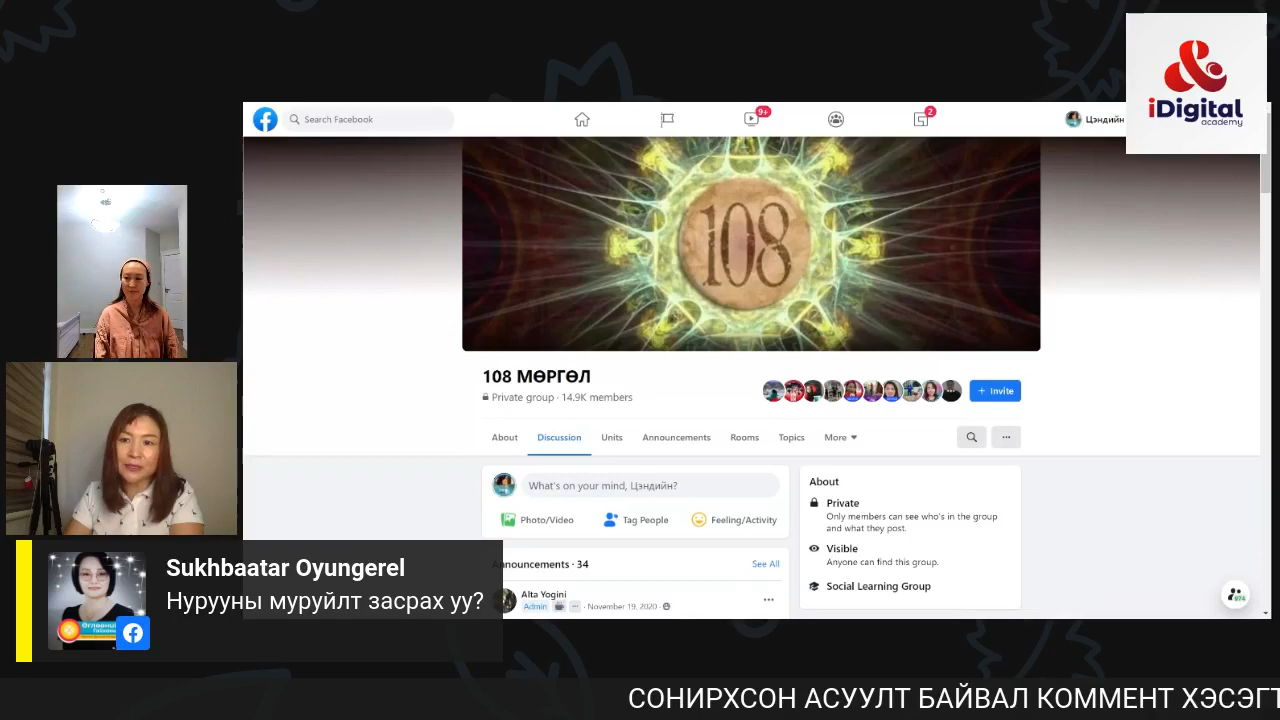 iDigital
academy
Search Facebook
9+
2
Цэндийн
108
108 МӨРГӨЛ
Private group · 14.9K members
+ Invite
About
Discussion
Units
Announcements
Rooms
Topics
More
What's on your mind, Цэндийн?
Photo/Video
Tag People
Feeling/Activity
About
Private
Only members can see who's in the group
and what they post.
Visible
Anyone can find this group.
Social Learning Group
nnouncements · 34
See All
Alta Yogini
Admin
November 19, 2020
974
Sukhbaatar Oyungerel
Нурууны муруйлт засрах уу?
СОНИРХСОН АСУУЛТ БАЙВАЛ КОММЕНТ ХЭСЭГТ